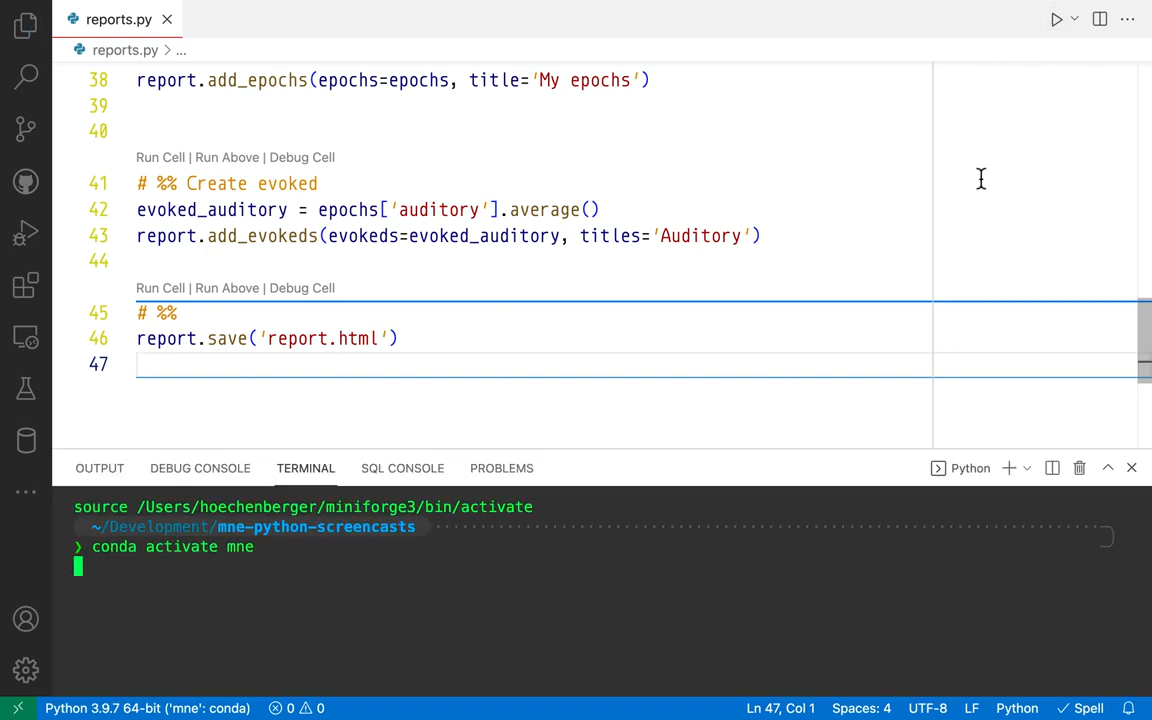 reports.py
reports.py > ...
38 report.add_epochs(epochs=epochs, title='My epochs')
39
40
Run Cell | Run Above | Debug Cell
41 # %% Create evoked
42 evoked_auditory = epochs['auditory'].average()
43 report.add_evokeds(evokeds=evoked_auditory, titles='Auditory')
44
Run Cell | Run Above | Debug Cell
45 # %%
46 report.save('report.html')
47
OUTPUT DEBUG CONSOLE TERMINAL SQL CONSOLE PROBLEMS Python
source /Users/hoechenberger/miniforge3/bin/activate
~/Development/mne-python-screencasts
❯ conda activate mne
Python 3.9.7 64-bit ('mne': conda) 0 0 Ln 47, Col 1 Spaces: 4 UTF-8 LF Python Spell